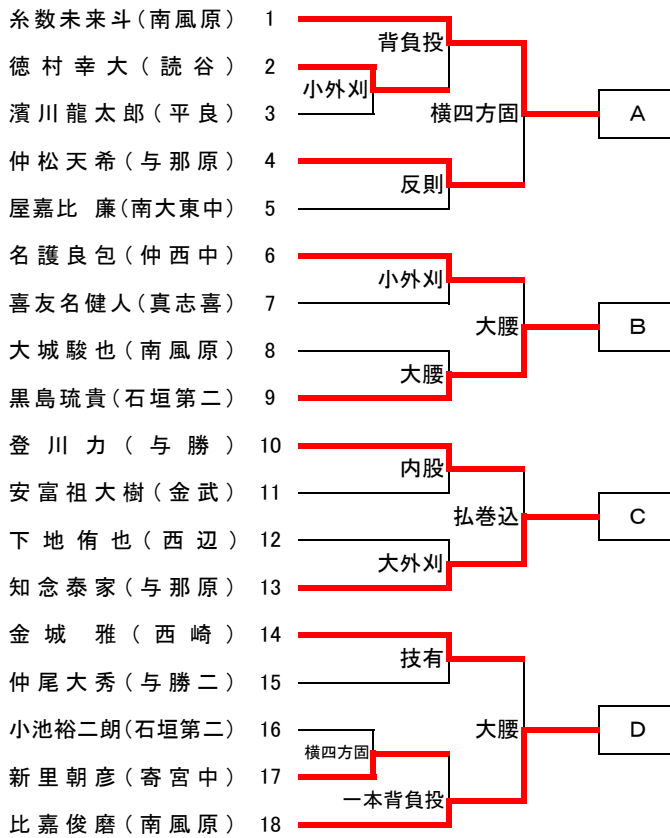 糸数未来斗(南風原) 1
背負投
徳村幸大(読谷) 2
小外刈
濱川龍太郎(平良) 3
横四方固
A
仲松天希(与那原) 4
反則
屋嘉比 廉(南大東中) 5
名護良包(仲西中) 6
小外刈
喜友名健人(真志喜) 7
大腰
B
大城駿也(南風原) 8
大腰
黒島琉貴(石垣第二) 9
登川力(与勝) 10
内股
安富祖大樹(金武) 11
払巻込
C
下地侑也(西辺) 12
大外刈
知念泰家(与那原) 13
金城 雅(西崎) 14
技有
仲尾大秀(与勝二) 15
小池裕二朗(石垣第二) 16
大腰
D
横四方固
新里朝彦(寄宮中) 17
一本背負投
比嘉俊磨(南風原) 18